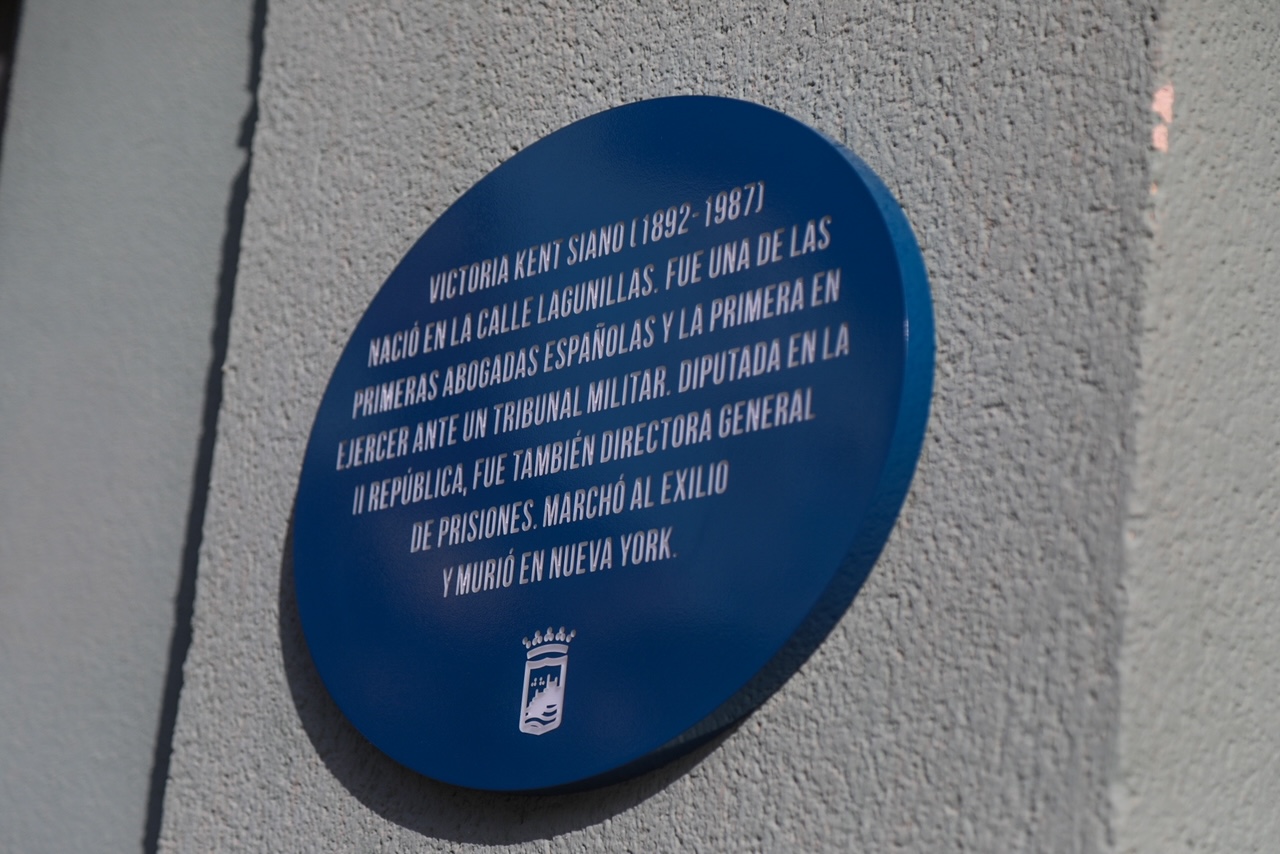 VICTORIA KENT SIANO (1892-1987)
NACIÓ EN LA CALLE LAGUNILLAS. FUE UNA DE LAS
PRIMERAS ABOGADAS ESPAÑOLAS Y LA PRIMERA EN
EJERCER ANTE UN TRIBUNAL MILITAR. DIPUTADA EN LA
II REPÚBLICA, FUE TAMBIÉN DIRECTORA GENERAL
DE PRISIONES. MARCHÓ AL EXILIO
Y MURIÓ EN NUEVA YORK.